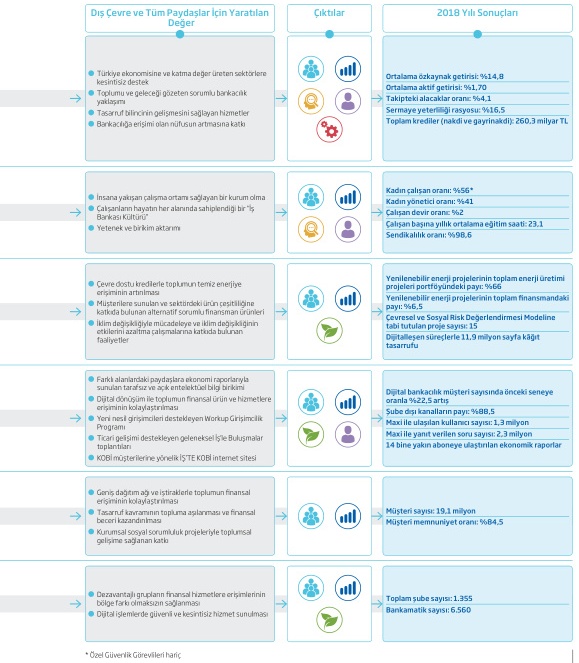 Dış Çevre ve Tüm Paydaşlar İçin Yaratılan
Değer
Çıktılar
2018 Yılı Sonuçları
Türkiye ekonomisine ve katma değer üreten sektörlere
kesintisiz destek
Toplumu ve geleceği gözeten sorumlu bankacılık
yaklaşımı
Tasarruf bilincinin gelişmesini sağlayan hizmetler
Bankacılığa erişimi olan nüfusun artmasına katkı
Ortalama özkaynak getirisi: %14,8
Ortalama aktif getirisi: %1,70
Takipteki alacaklar oranı: %4,1
Sermaye yeterliliği rasyosu: %16,5
Toplam krediler (nakdi ve gayrinakdi): 260,3 milyar TL
İnsana yakışan çalışma ortamı sağlayan bir kurum olma
Çalışanların hayatın her alanında sahiplendiği bir "İş
Bankası Kültürü"
Yetenek ve birikim aktarımı
Kadın çalışan oranı: %56*
Kadın yönetici oranı: %41
Çalışan devir oranı: %2
Çalışan başına yıllık ortalama eğitim saati: 23,1
Sendikalılık oranı: %98,6
Çevre dostu kredilerle toplumun temiz enerjiye
erişiminin artırılması
Müşterilere sunulan ve sektördeki ürün çeşitliliğine
katkıda bulunan alternatif sorumlu finansman ürünleri
İklim değişikliğiyle mücadeleye ve iklim değişikliğinin
etkilerini azaltma çalışmalarına katkıda bulunan
faaliyetler
Yenilenebilir enerji projelerinin toplam enerji üretimi
projeleri portföyündeki payı: %66
Yenilenebilir enerji projelerinin toplam finansmandaki
payı: %6,5
Çevresel ve Sosyal Risk Değerlendirmesi Modeline
tabi tutulan proje sayısı: 15
Dijitalleşen süreçlerle 11,9 milyon sayfa kâğıt
tasarrufu
Farklı alanlardaki paydaşlara ekonomi raporlarıyla
sunulan tarafsız ve açık entelektüel bilgi birikimi
Dijital dönüşüm ile toplumun finansal ürün ve hizmetlere
erişiminin kolaylaştırılması
Yeni nesil girişimcileri destekleyen Workup Girişimcilik
Programı
Ticari gelişimi destekleyen geleneksel İş'le Buluşmalar
toplantıları
KOBİ müşterilerine yönelik İŞ'TE KOBİ internet sitesi
Dijital bankacılık müşteri sayısında önceki seneye
oranla %22,5 artış
Şube dışı kanalların payı: %88,5
Maxi ile ulaşılan kullanıcı sayısı: 1,3 milyon
Maxi ile yanıt verilen soru sayısı: 2,3 milyon
14 bine yakın aboneye ulaştırılan ekonomik raporlar
Geniş dağıtım ağı ve iştiraklerle toplumun finansal
erişiminin kolaylaştırılması
Tasarruf kavramının topluma aşılanması ve finansal
beceri kazandırılması
Kurumsal sosyal sorumluluk projeleriyle toplumsal
gelişime sağlanan katkı
Müşteri sayısı: 19,1 milyon
Müşteri memnuniyet oranı: %84,5
Dezavantajlı grupların finansal hizmetlere erişimlerinin
bölge farkı olmaksızın sağlanması
Dijital işlemlerde güvenli ve kesintisiz hizmet sunulması
Toplam şube sayısı: 1.355
Bankamatik sayısı: 6.560
* Özel Güvenlik Görevlileri hariç